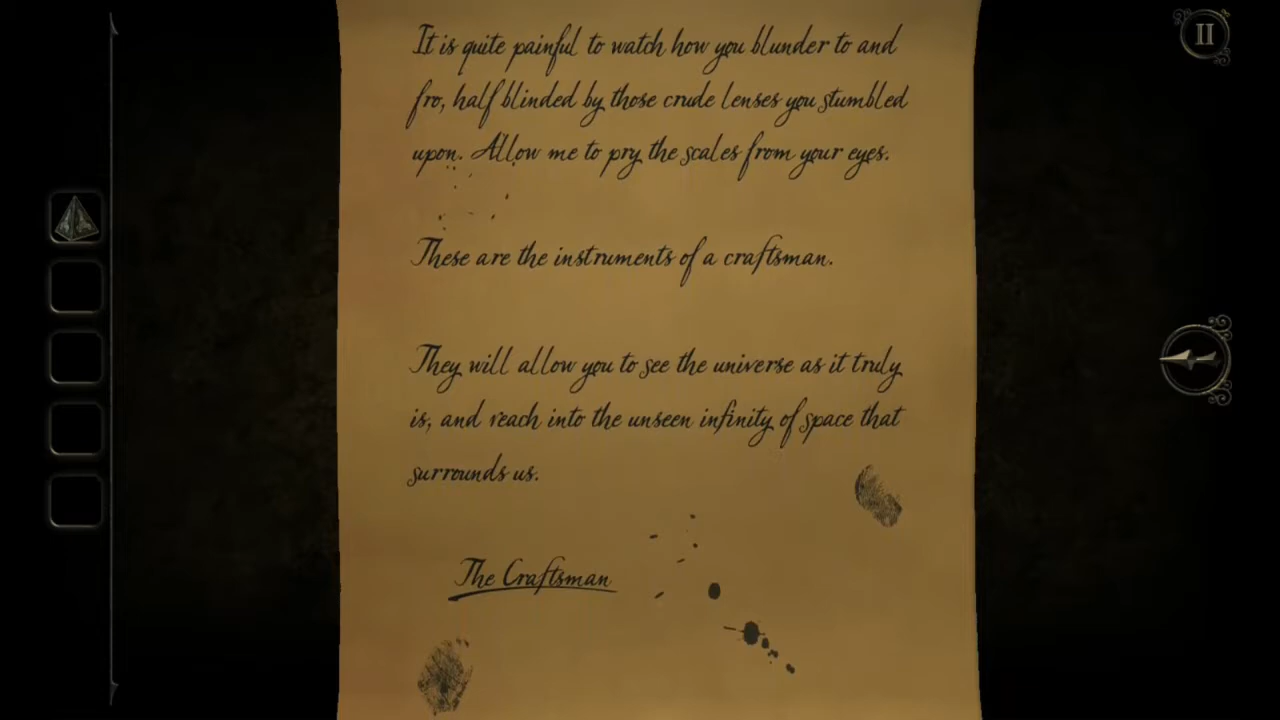 It is quite painful to watch how you blunder to and
fro, half blinded by those crude lenses you stumbled
upon. Allow me to pry the scales from your eyes.
These are the instruments of a craftsman.
They will allow you to see the universe as it truly
is, and reach into the unseen infinity of space that
surrounds us.
The Craftsman